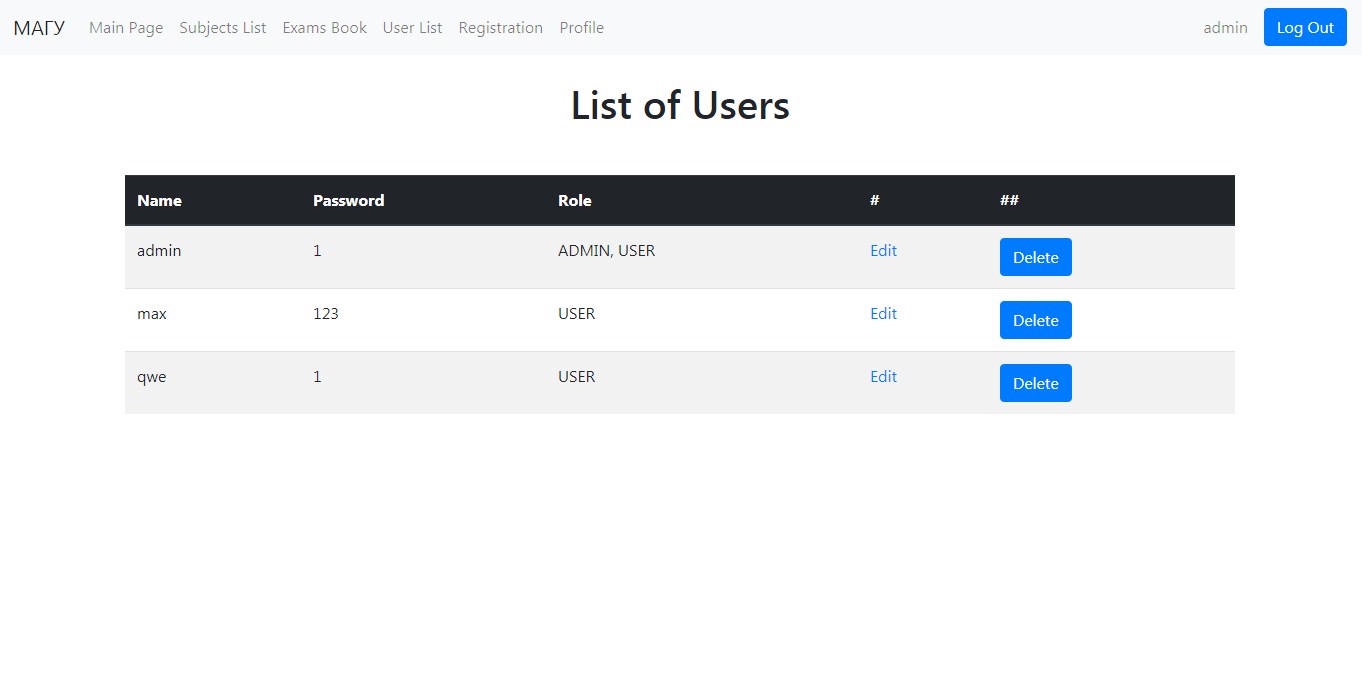 МАГУ Main Page Subjects List Exams Book User List Registration Profile admin Log Out
List of Users
Name Password Role # ##
admin 1 ADMIN, USER Edit Delete
max 123 USER Edit Delete
qwe 1 USER Edit Delete